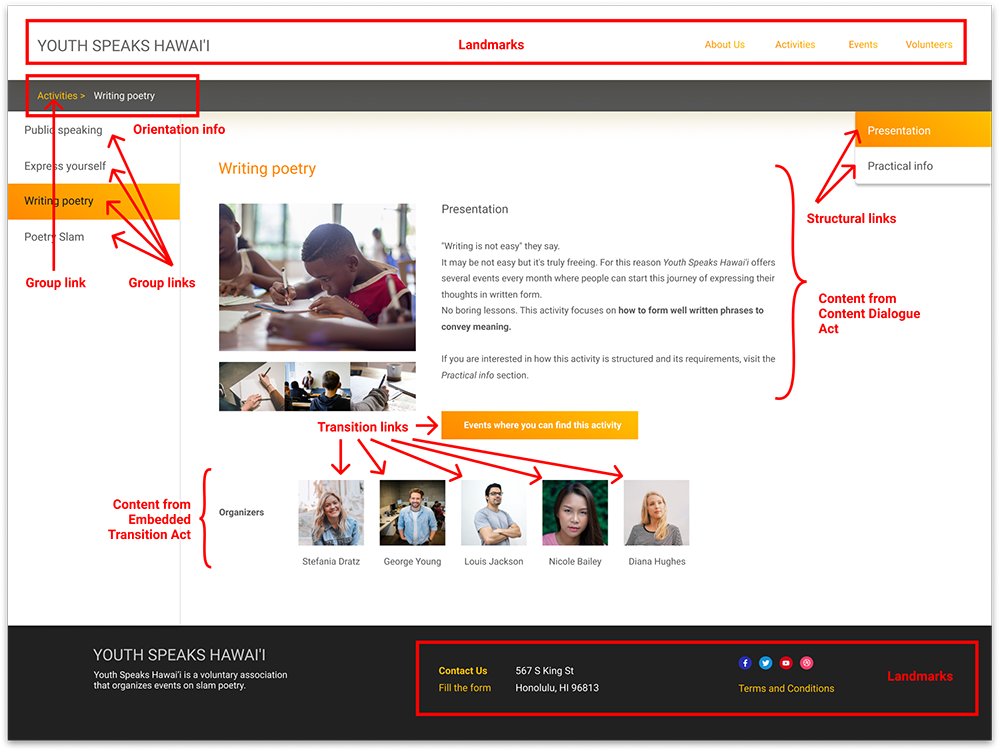 YOUTH SPEAKS HAWAI'I
Landmarks
About Us
Activities
Events
Volunteers
Activities > Writing poetry
Orientation info
Public speaking
Express yourself
Writing poetry
Poetry Slam
Group link
Group links
Presentation
Practical info
Structural links
Writing poetry
Presentation
"Writing is not easy" they say.
It may be not easy but it's truly freeing. For this reason Youth Speaks Hawai'i offers
several events every month where people can start this journey of expressing their
thoughts in written form.
No boring lessons. This activity focuses on how to form well written phrases to
convey meaning.
If you are interested in how this activity is structured and its requirements, visit the
Practical info section.
Content from
Content Dialogue
Act
Transition links
Events where you can find this activity
Content from
Embedded
Transition Act
Organizers
Stefania Dratz
George Young
Louis Jackson
Nicole Bailey
Diana Hughes
YOUTH SPEAKS HAWAI'I
Youth Speaks Hawai'i is a voluntary association
that organizes events on slam poetry.
Contact Us
Fill the form
567 S King St
Honolulu, HI 96813
Terms and Conditions
Landmarks